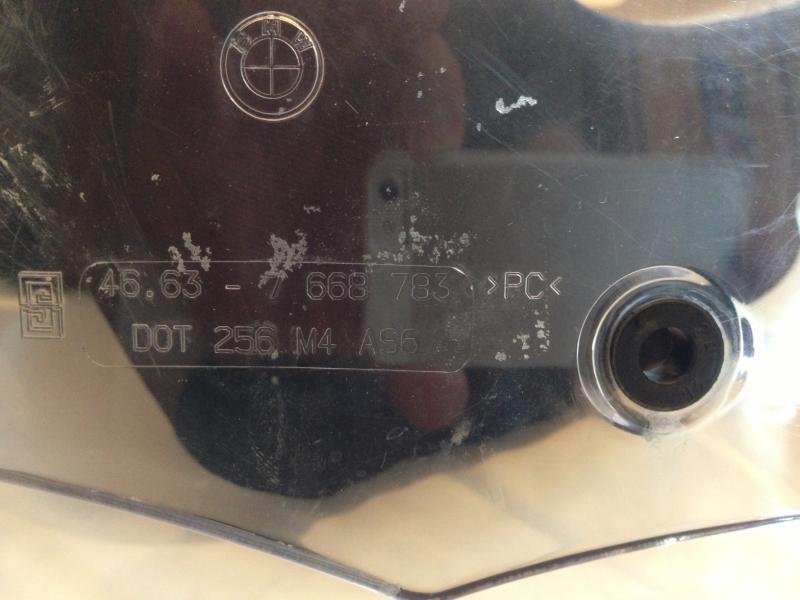 BMW
46.63 - 7 668 783 >PC<
DOT 256 M4 AS6